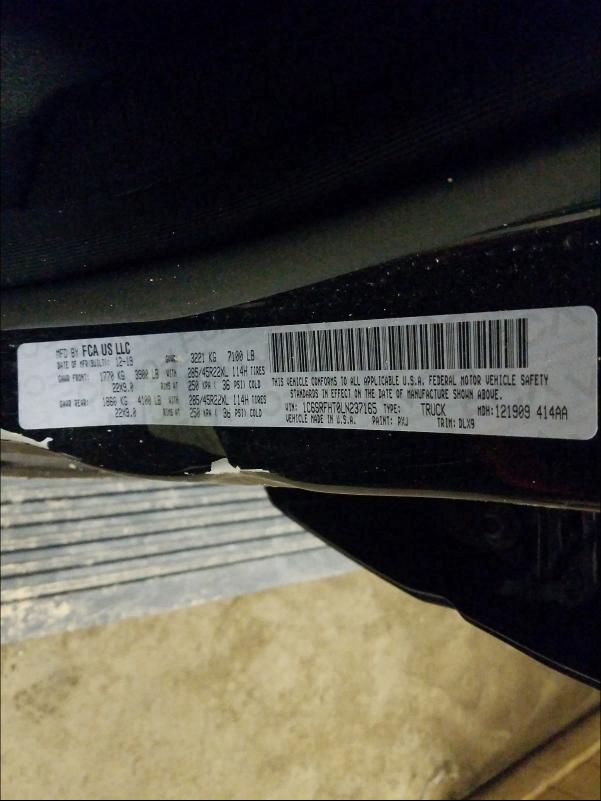 MFD BY FCA US LLC
DATE OF MFR(BUILT): 12-19 GVWR: 3221 KG 7100 LB
GAWR FRONT: 1770 KG 3900 LB WITH 285/45R22XL 114H TIRES
22X9.0 RIMS AT 250 KPA ( 36 PSI) COLD
GAWR REAR: 1860 KG 4100 LB WITH 285/45R22XL 114H TIRES
22X9.0 RIMS AT 250 KPA ( 36 PSI) COLD
THIS VEHICLE CONFORMS TO ALL APPLICABLE U.S.A. FEDERAL MOTOR VEHICLE SAFETY
STANDARDS IN EFFECT ON THE DATE OF MANUFACTURE SHOWN ABOVE.
VIN: 1C6SRFHT0LN237165 TYPE: TRUCK MDH: 121909 414AA
VEHICLE MADE IN U.S.A. PAINT: PXJ TRIM: DLX9